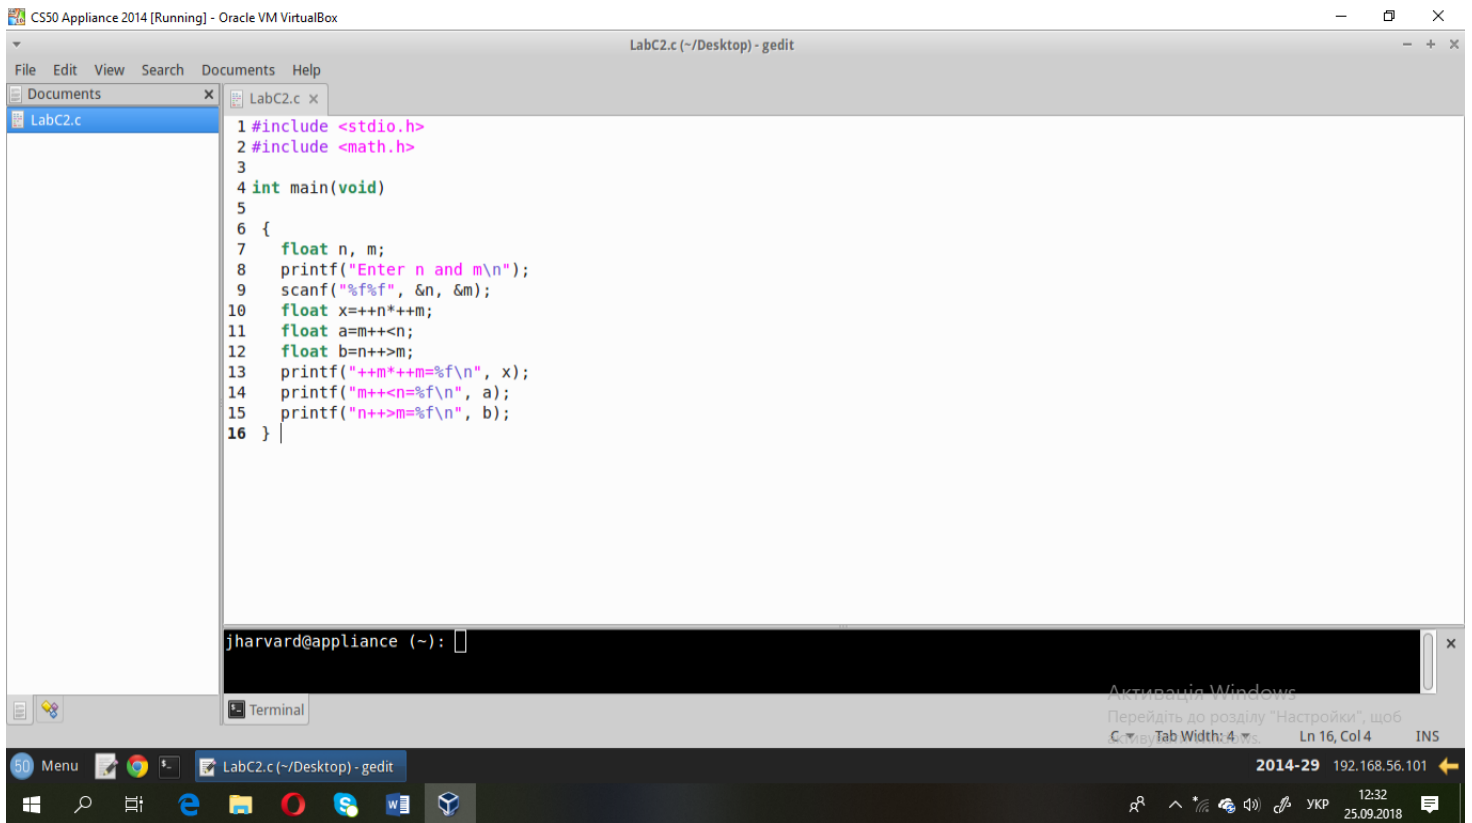 CS50 Appliance 2014 [Running] - Oracle VM VirtualBox
LabC2.c (~/Desktop) - gedit
File Edit View Search Documents Help
Documents
LabC2.c
LabC2.c
1 #include <stdio.h>
2 #include <math.h>
3
4 int main(void)
5
6 {
7 float n, m;
8 printf("Enter n and m\n");
9 scanf("%f%f", &n, &m);
10 float x=++n*++m;
11 float a=m++<n;
12 float b=n++>m;
13 printf("++m*++m=%f\n", x);
14 printf("m++<n=%f\n", a);
15 printf("n++>m=%f\n", b);
16 }
jharvard@appliance (~):
Terminal
Активація Windows
Перейдіть до розділу "Настройки", щоб
C Tab Width: 4 Ln 16, Col 4 INS
50 Menu LabC2.c (~/Desktop) - gedit 2014-29 192.168.56.101
УКР 12:32
25.09.2018